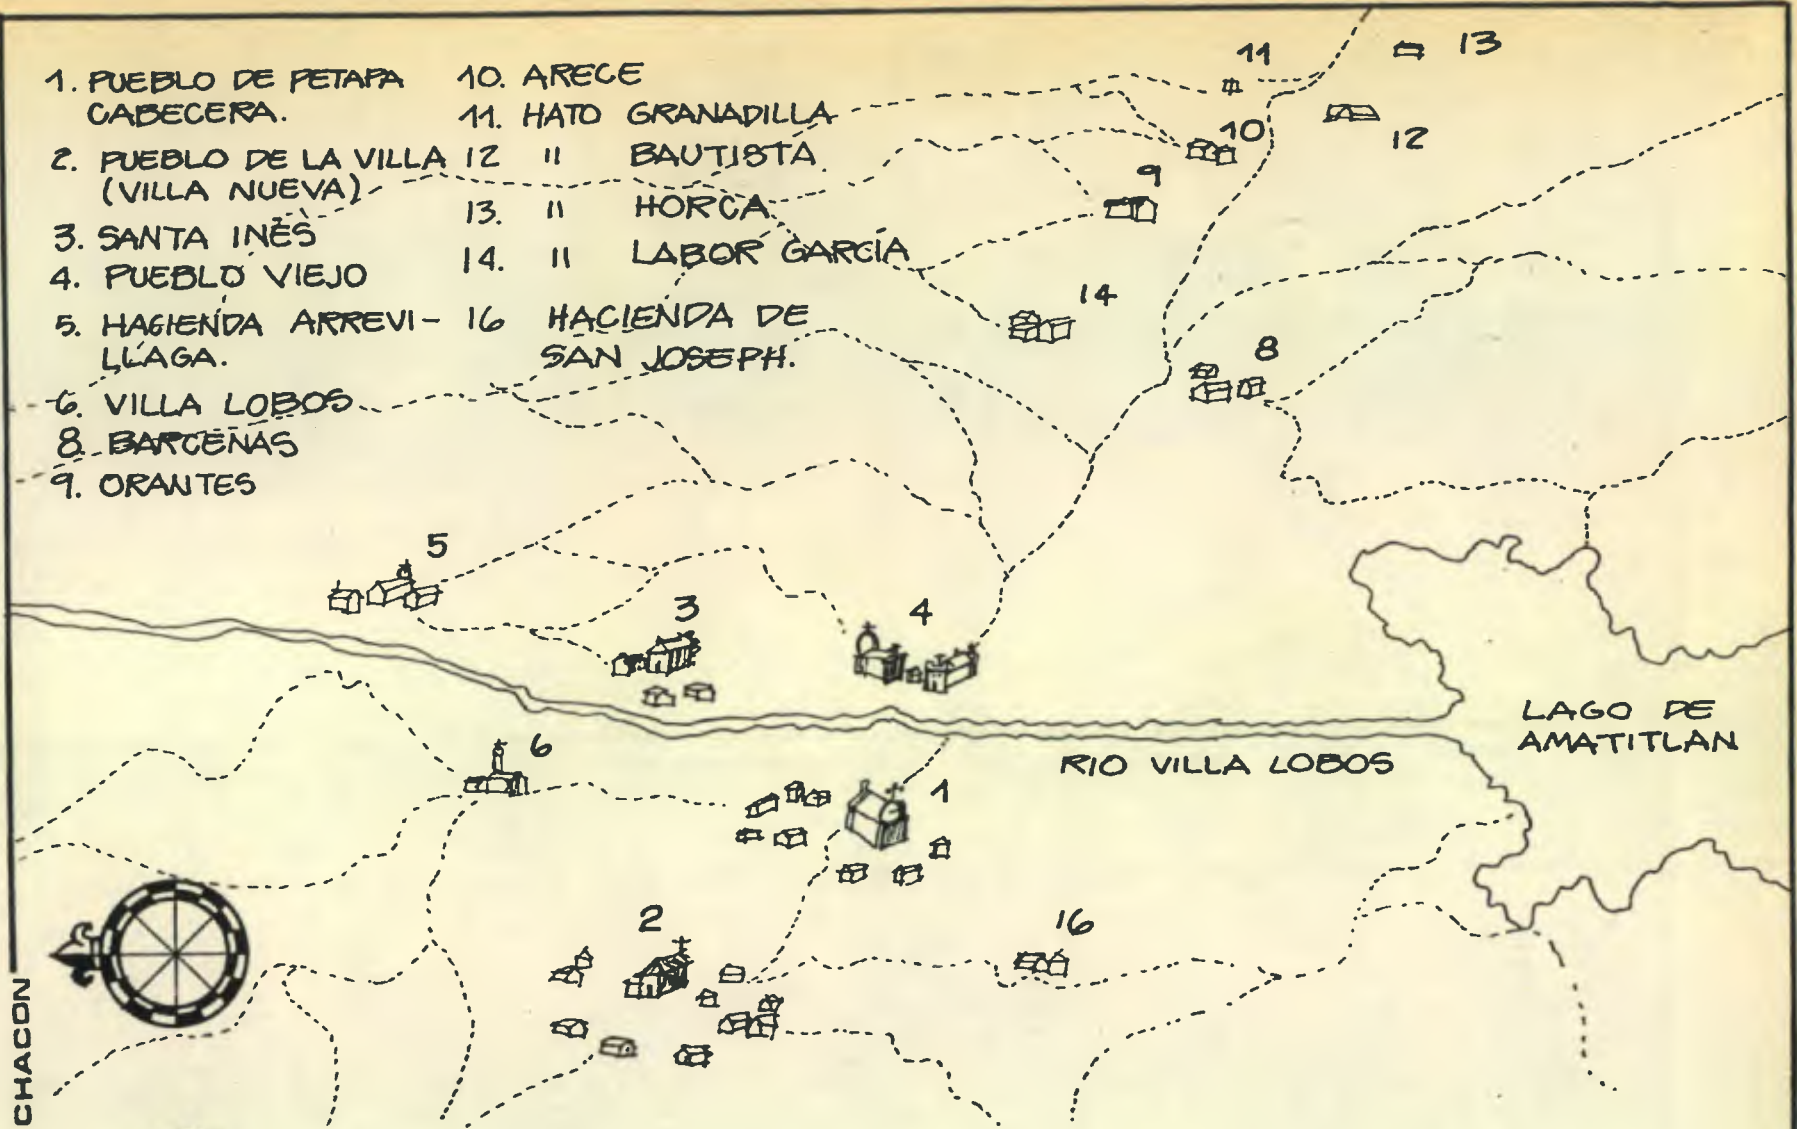 1. PUEBLO DE PETAPA
CABECERA.
2. PUEBLO DE LA VILLA
(VILLA NUEVA)
3. SANTA INÉS
4. PUEBLO VIEJO
5. HACIENDA ARREVI-
LLAGA.
6. VILLA LOBOS
8. BARCENAS
9. ORANTES
10. ARECE
11. HATO GRANADILLA
12 " BAUTISTA
13. " HORCA
14. " LABOR GARCÍA
16 HACIENDA DE
SAN JOSEPH.
11
13
10
12
9
14
8
5
3
4
6
1
2
16
RIO VILLA LOBOS
LAGO DE
AMATITLAN
CHACON